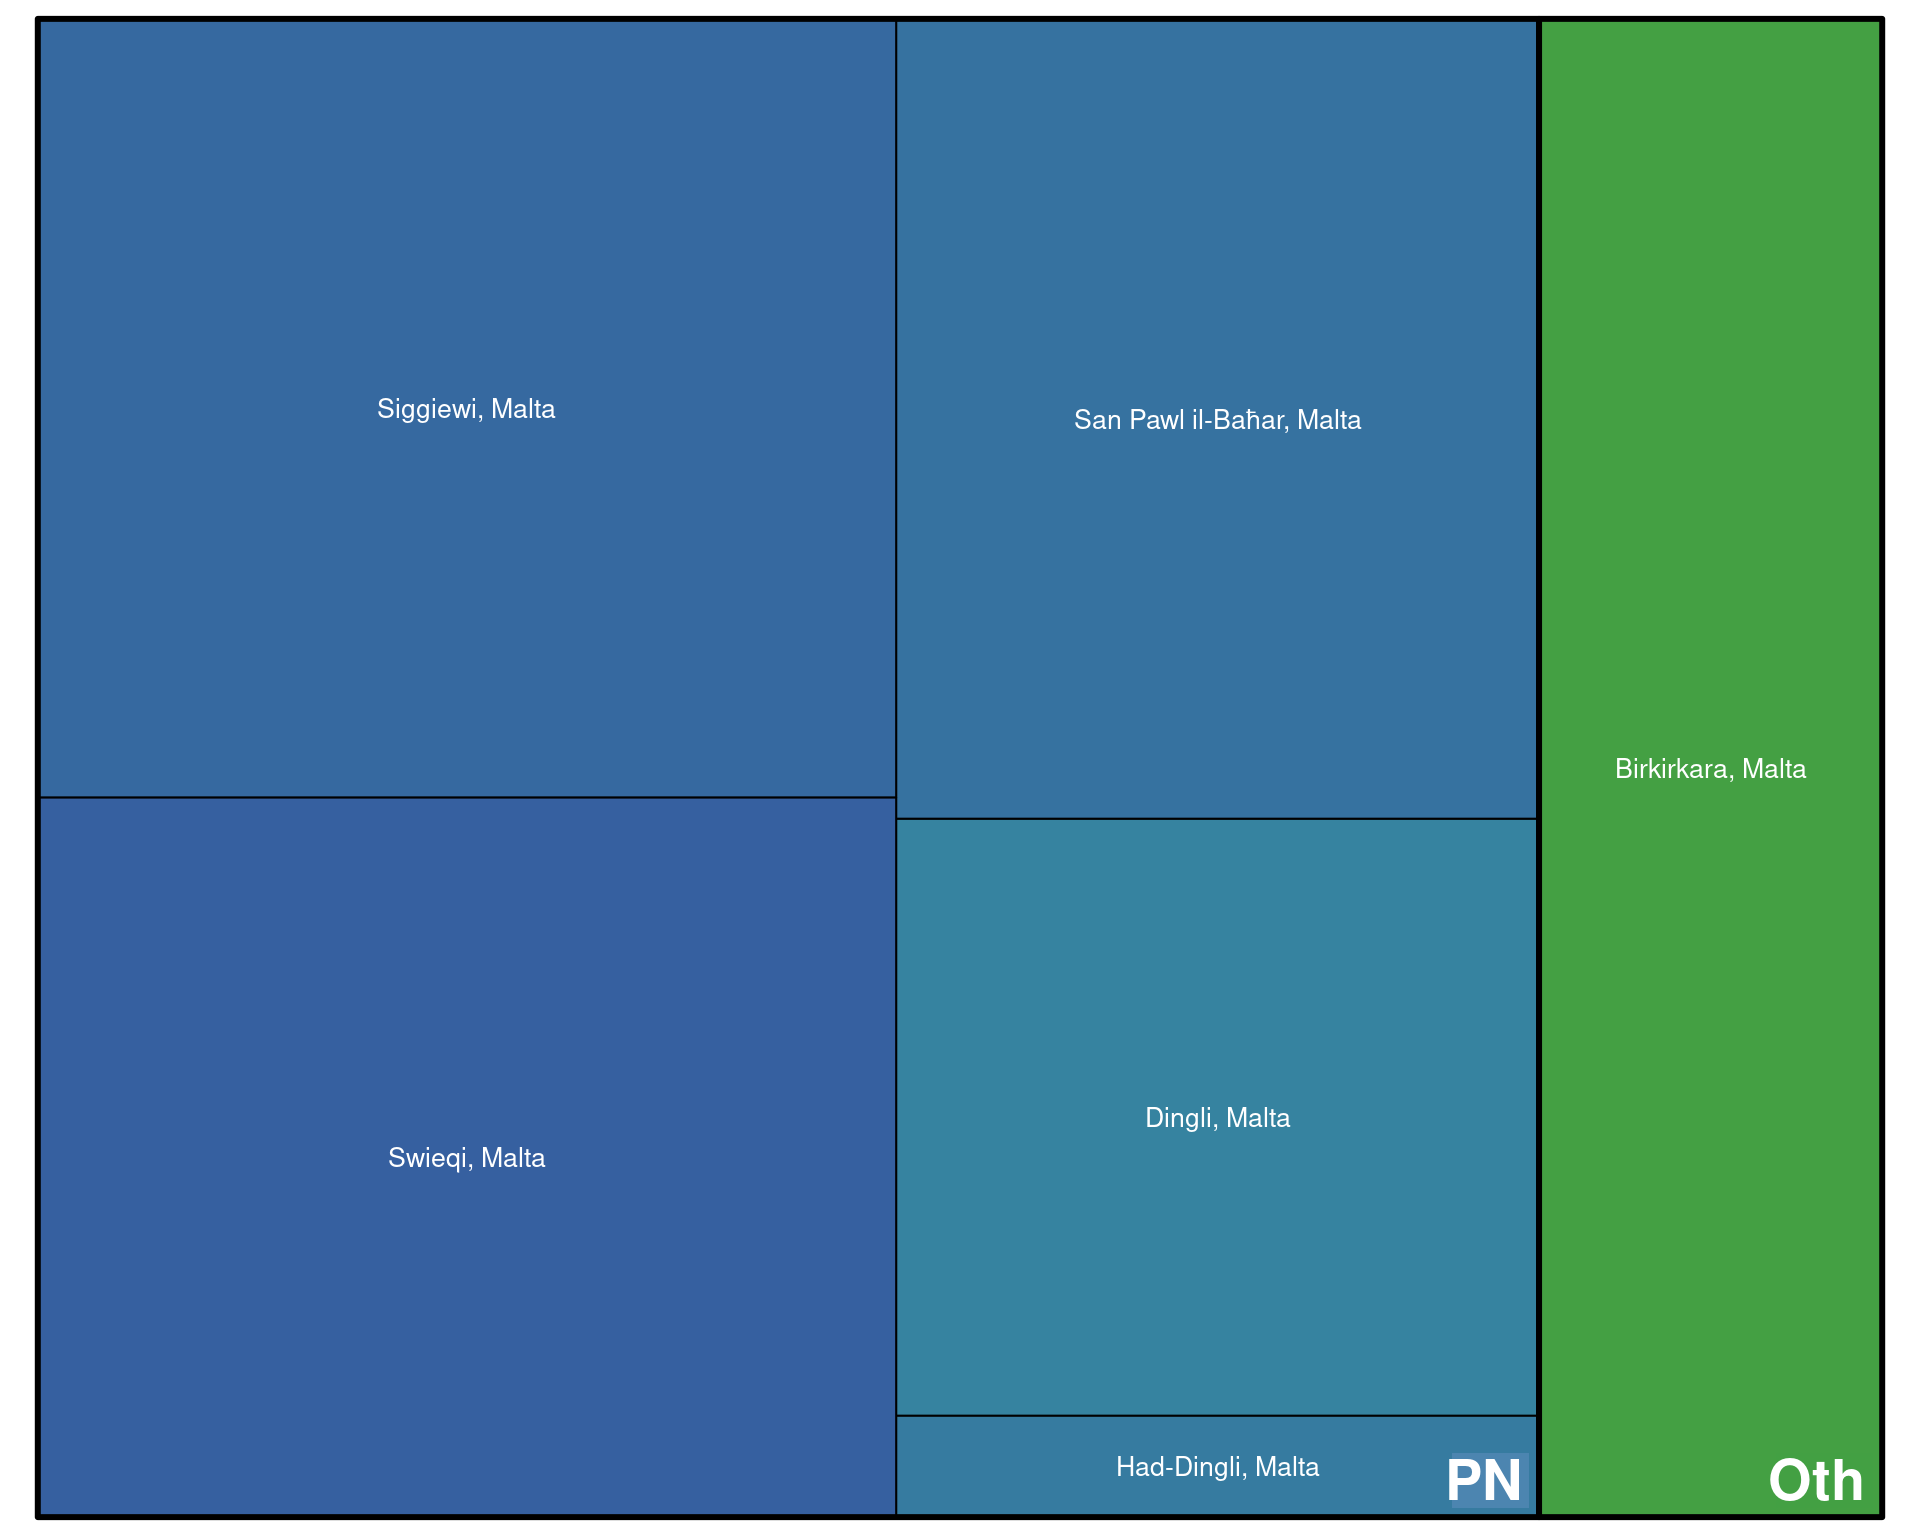 Siggiewi, Malta
San Pawl il-Baħar, Malta
Birkirkara, Malta
Dingli, Malta
Swieqi, Malta
Had-Dingli, Malta
PN
Oth